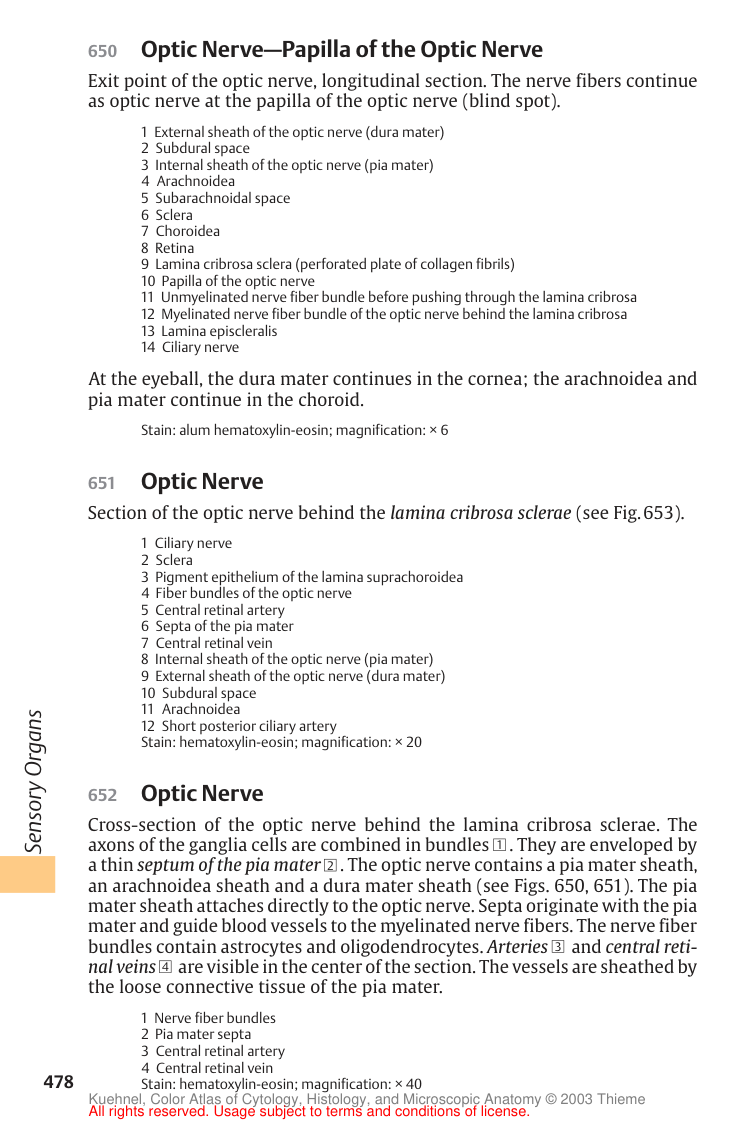 650 Optic Nerve—Papilla of the Optic Nerve
Exit point of the optic nerve, longitudinal section. The nerve fibers continue
as optic nerve at the papilla of the optic nerve (blind spot).
1 External sheath of the optic nerve (dura mater)
2 Subdural space
3 Internal sheath of the optic nerve (pia mater)
4 Arachnoidea
5 Subarachnoidal space
6 Sclera
7 Choroidea
8 Retina
9 Lamina cribrosa sclera (perforated plate of collagen fibrils)
10 Papilla of the optic nerve
11 Unmyelinated nerve fiber bundle before pushing through the lamina cribrosa
12 Myelinated nerve fiber bundle of the optic nerve behind the lamina cribrosa
13 Lamina episcleralis
14 Ciliary nerve
At the eyeball, the dura mater continues in the cornea; the arachnoidea and
pia mater continue in the choroid.
Stain: alum hematoxylin-eosin; magnification: × 6
651 Optic Nerve
Section of the optic nerve behind the lamina cribrosa sclerae (see Fig. 653).
1 Ciliary nerve
2 Sclera
3 Pigment epithelium of the lamina suprachoroidea
4 Fiber bundles of the optic nerve
5 Central retinal artery
6 Septa of the pia mater
7 Central retinal vein
8 Internal sheath of the optic nerve (pia mater)
9 External sheath of the optic nerve (dura mater)
10 Subdural space
11 Arachnoidea
12 Short posterior ciliary artery
Stain: hematoxylin-eosin; magnification: × 20
652 Optic Nerve
Cross-section of the optic nerve behind the lamina cribrosa sclerae. The
axons of the ganglia cells are combined in bundles 1 . They are enveloped by
a thin septum of the pia mater 2 . The optic nerve contains a pia mater sheath,
an arachnoidea sheath and a dura mater sheath (see Figs. 650, 651). The pia
mater sheath attaches directly to the optic nerve. Septa originate with the pia
mater and guide blood vessels to the myelinated nerve fibers. The nerve fiber
bundles contain astrocytes and oligodendrocytes. Arteries 3 and central reti-
nal veins 4 are visible in the center of the section. The vessels are sheathed by
the loose connective tissue of the pia mater.
1 Nerve fiber bundles
2 Pia mater septa
3 Central retinal artery
4 Central retinal vein
Stain: hematoxylin-eosin; magnification: × 40
Sensory Organs
478
Kuehnel, Color Atlas of Cytology, Histology, and Microscopic Anatomy © 2003 Thieme
All rights reserved. Usage subject to terms and conditions of license.